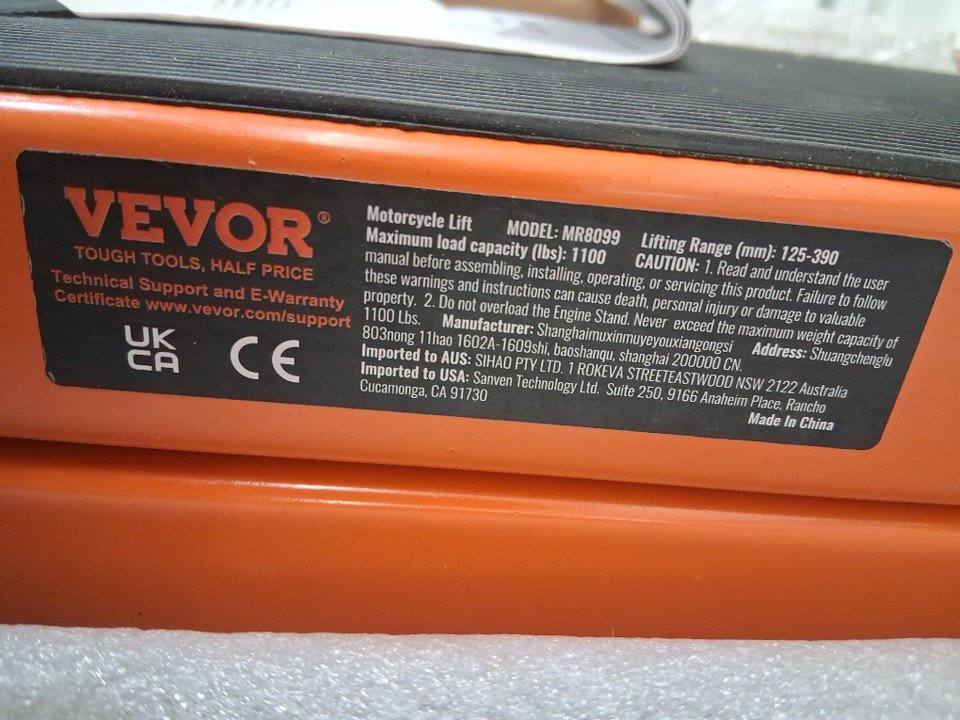 VEVOR®
TOUGH TOOLS, HALF PRICE
Technical Support and E-Warranty
Certificate www.vevor.com/support
UK
CA
CE
Motorcycle Lift MODEL: MR8099 Lifting Range (mm): 125-390
Maximum load capacity (lbs): 1100 CAUTION: 1. Read and understand the user
manual before assembling, installing, operating, or servicing this product. Failure to follow
these warnings and instructions can cause death, personal injury or damage to valuable
property. 2. Do not overload the Engine Stand. Never exceed the maximum weight capacity of
1100 Lbs. Manufacturer: Shanghaimuxinmuyeyouxiangongsi Address: Shuangchenglu
803nong 11hao 1602A-1609shi, baoshanqu, shanghai 200000 CN.
Imported to AUS: SIHAO PTY LTD. 1 ROKEVA STREETEASTWOOD NSW 2122 Australia
Imported to USA: Sanven Technology Ltd. Suite 250, 9166 Anaheim Place, Rancho
Cucamonga, CA 91730
Made In China